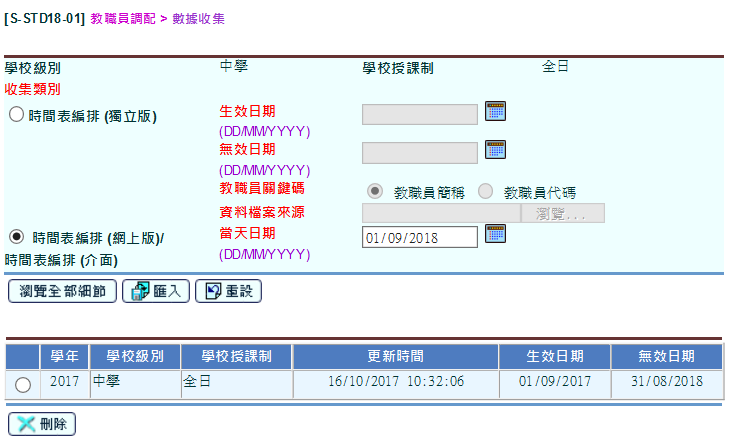 [S-STD18-01] 教職員調配 > 數據收集
學校級別 中學 學校授課制 全日
收集類別
時間表編排 (獨立版) 生效日期
(DD/MM/YYYY)
無效日期
(DD/MM/YYYY)
教職員關鍵碼 教職員簡稱 教職員代碼
資料檔案來源 瀏覽...
時間表編排 (網上版)/
時間表編排 (介面)
當天日期 01/09/2018
(DD/MM/YYYY)
瀏覽全部細節 匯入 重設
學年 學校級別 學校授課制 更新時間 生效日期 無效日期
2017 中學 全日 16/10/2017 10:32:06 01/09/2017 31/08/2018
刪除